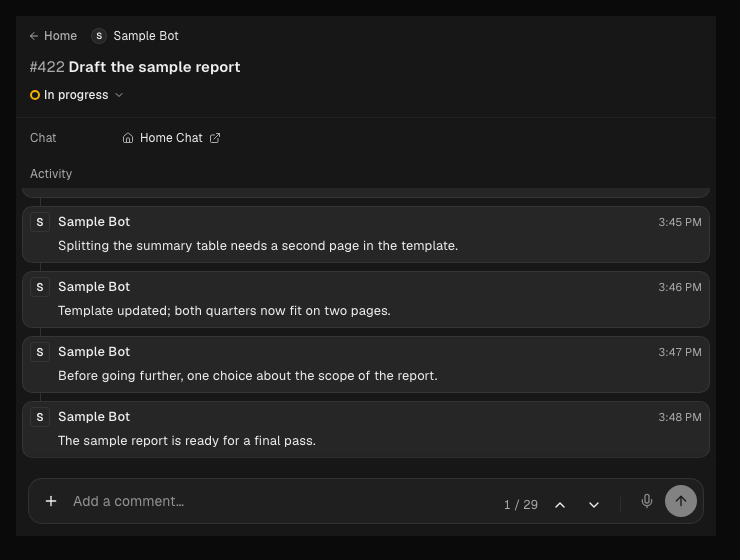 Home
S Sample Bot
#422 Draft the sample report
In progress
Chat Home Chat
Activity
S Sample Bot 3:45 PM
Splitting the summary table needs a second page in the template.
S Sample Bot 3:46 PM
Template updated; both quarters now fit on two pages.
S Sample Bot 3:47 PM
Before going further, one choice about the scope of the report.
S Sample Bot 3:48 PM
The sample report is ready for a final pass.
Add a comment... 1 / 29